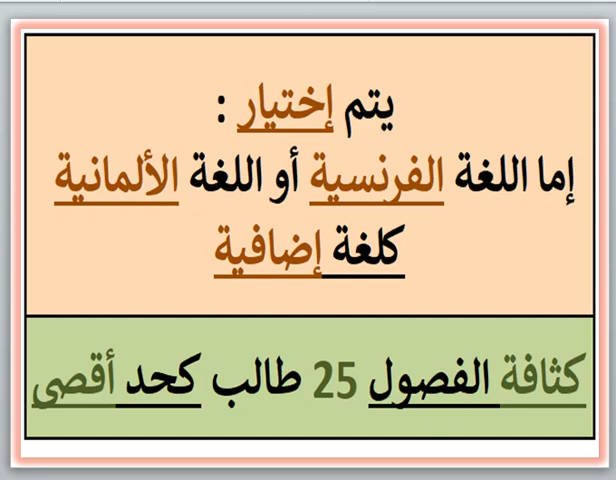 يتم إختيار :
إما اللغة الفرنسية أو اللغة الألمانية
كلغة إضافية
كثافة الفصول 25 طالب كحد أقصى